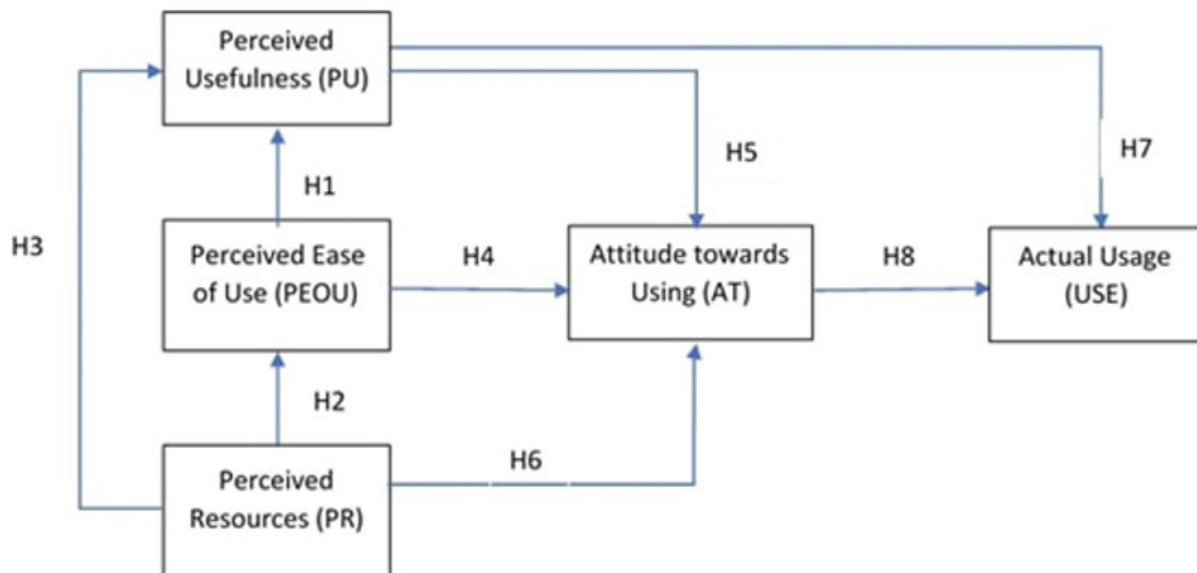 Perceived
Usefulness (PU)
H5
H7
H1
H3
Perceived Ease
of Use (PEOU)
H4
Attitude towards
Using (AT)
H8
Actual Usage
(USE)
H2
H6
Perceived
Resources (PR)